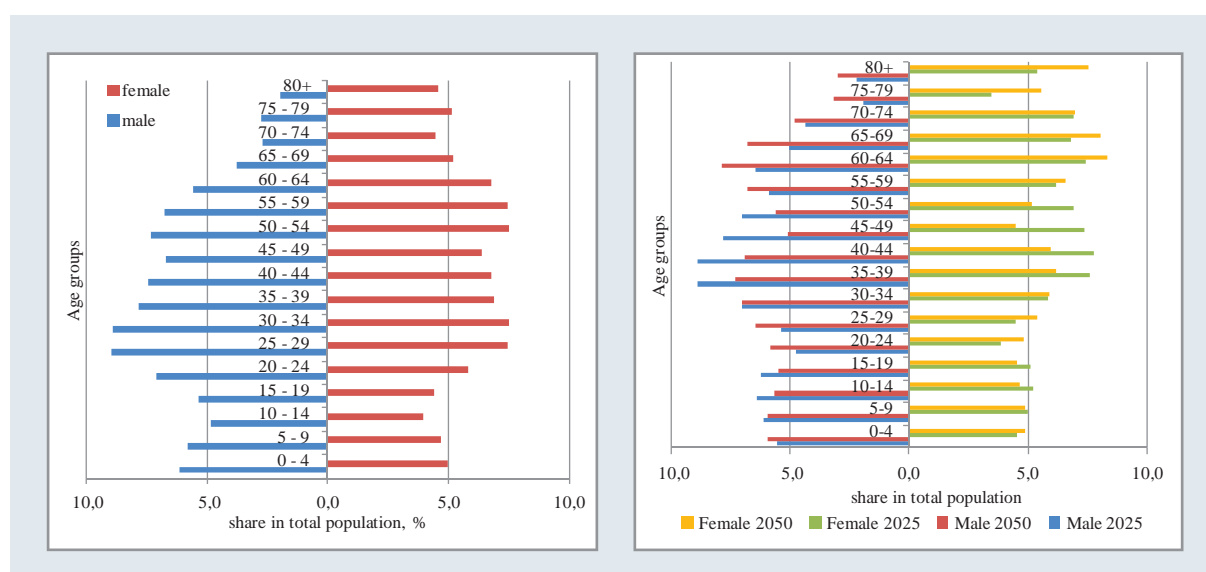 female
male
80+
75 - 79
70 - 74
65 - 69
60 - 64
55 - 59
50 - 54
45 - 49
40 - 44
35 - 39
30 - 34
25 - 29
20 - 24
15 - 19
10 - 14
5 - 9
0 - 4
Age groups
10,0 5,0 0,0 5,0 10,0
share in total population, %
80+
75-79
70-74
65-69
60-64
55-59
50-54
45-49
40-44
35-39
30-34
25-29
20-24
15-19
10-14
5-9
0-4
Age groups
10,0 5,0 0,0 5,0 10,0
share in total population
Female 2050 Female 2025 Male 2050 Male 2025